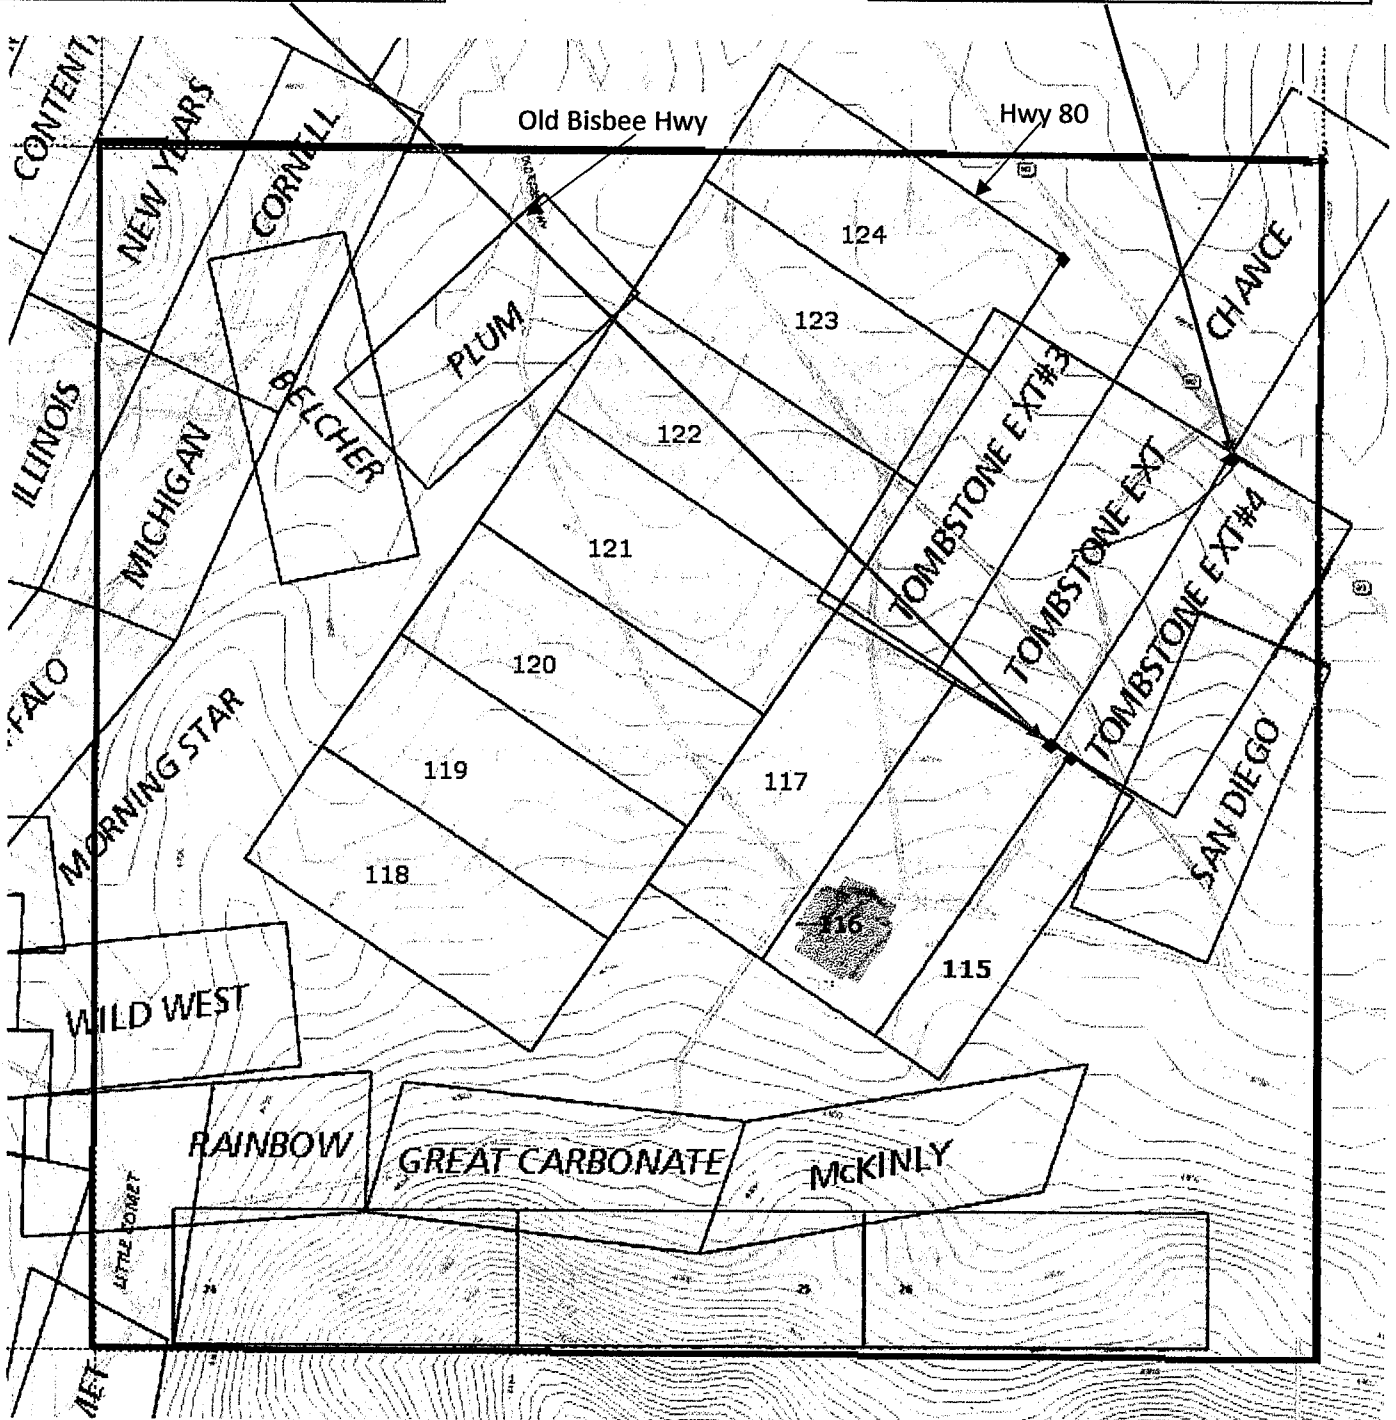 CONTENT
NEW YEARS
CORNELL
Old Bisbee Hwy
Hwy 80
124
CHANCE
123
PLUM
TOMBSTONE EXT#3
BELCHER
ILLINOIS
122
MICHIGAN
TOMBSTONE EXT
TOMBSTONE EXT#4
121
120
FALO
MORNING STAR
119
117
SAN DIEGO
118
116
115
WILD WEST
RAINBOW
GREAT CARBONATE
McKINLY
LITTLE COMET
25
26
MET